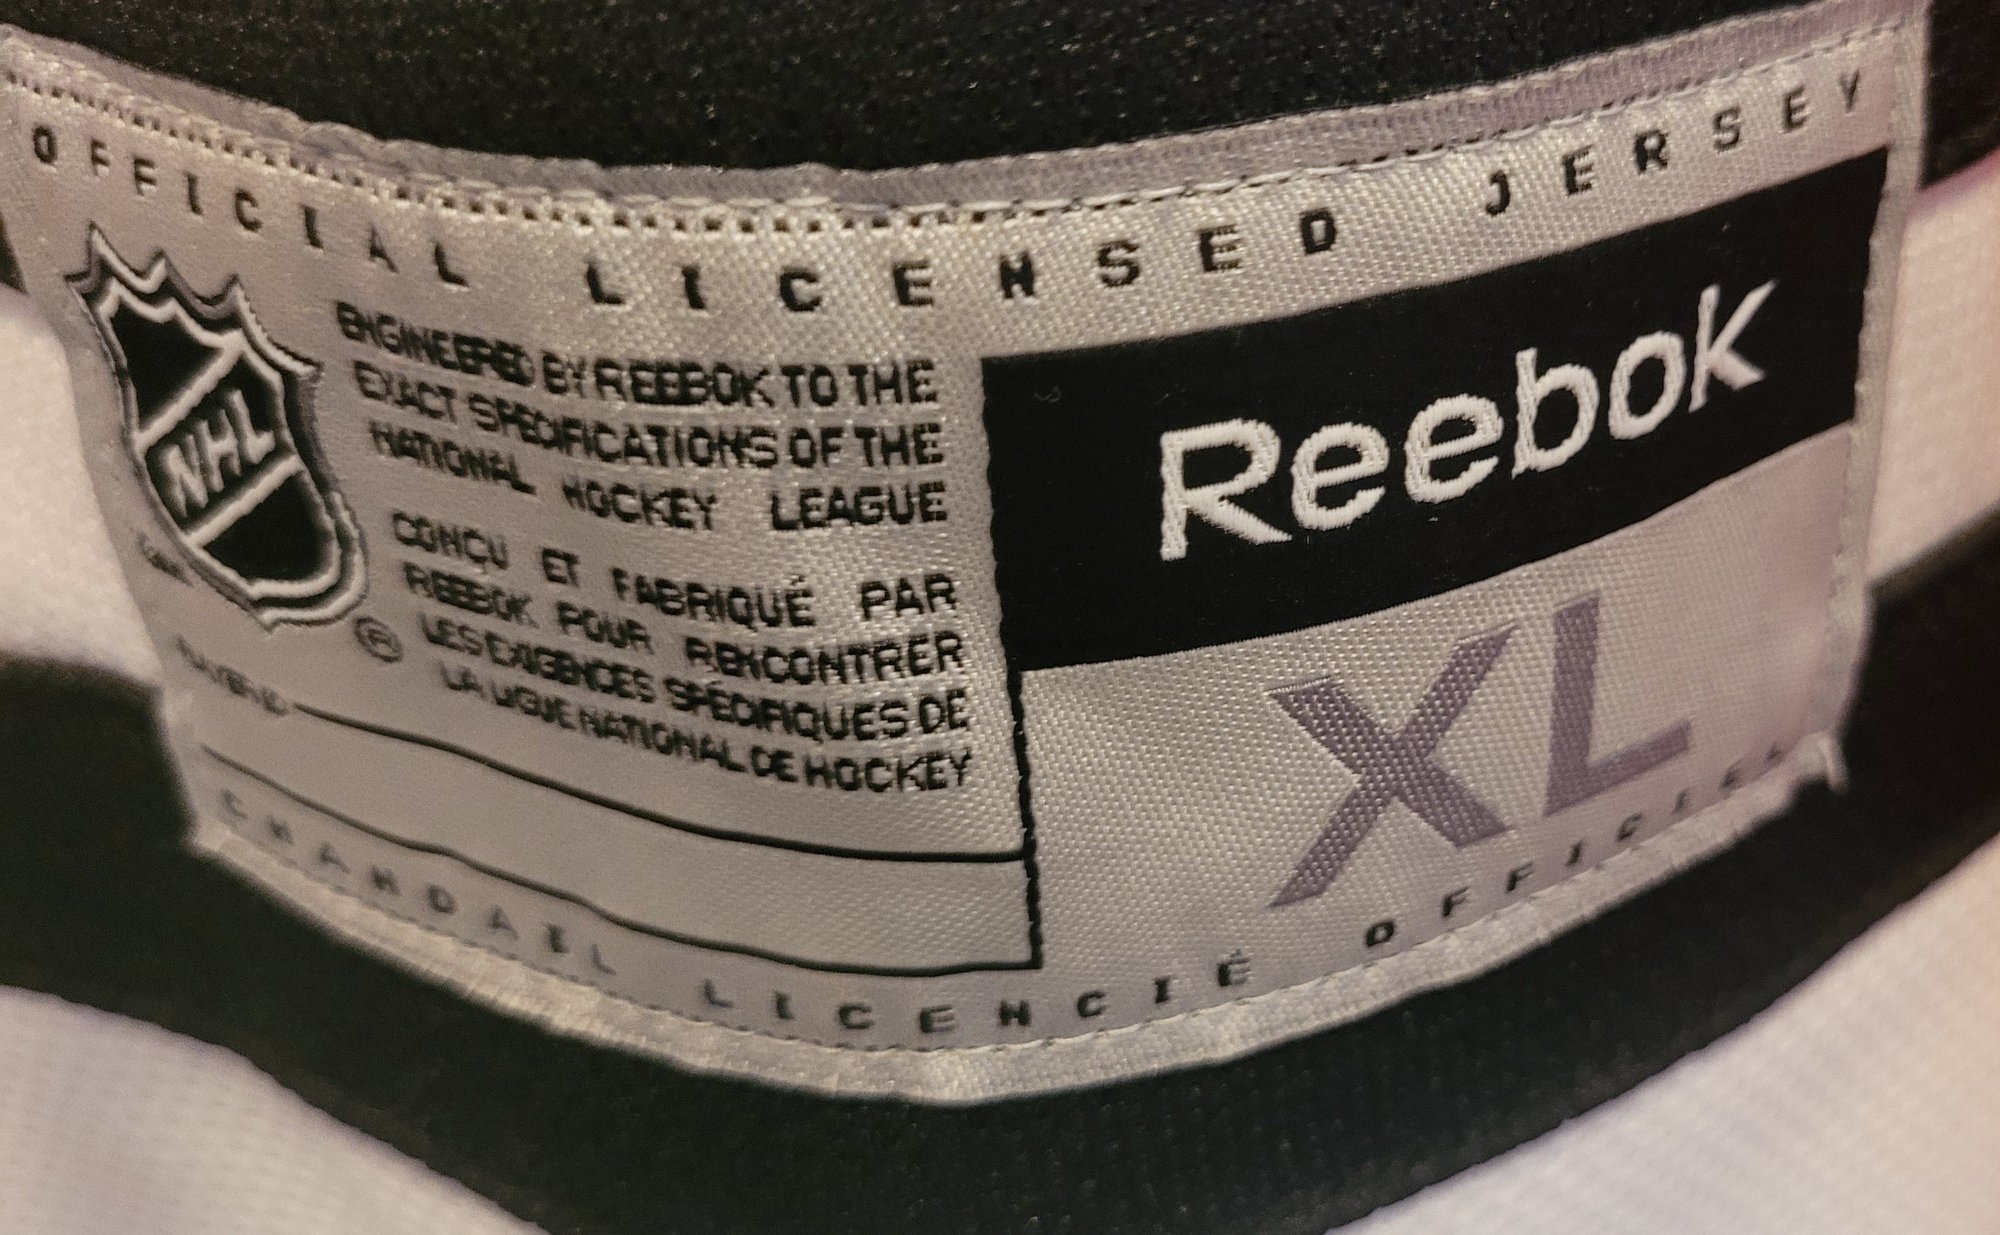 OFFICIAL LICENSED JERSEY
NHL
®
ENGINEERED BY REEBOK TO THE
EXACT SPECIFICATIONS OF THE
NATIONAL HOCKEY LEAGUE
CONÇU ET FABRIQUÉ PAR
REEBOK POUR RENCONTRER
LES EXIGENCES SPÉCIFIQUES DE
LA LIGUE NATIONAL DE HOCKEY
Reebok
XL
CHANDAIL LICENCIÉ OFFICIEL